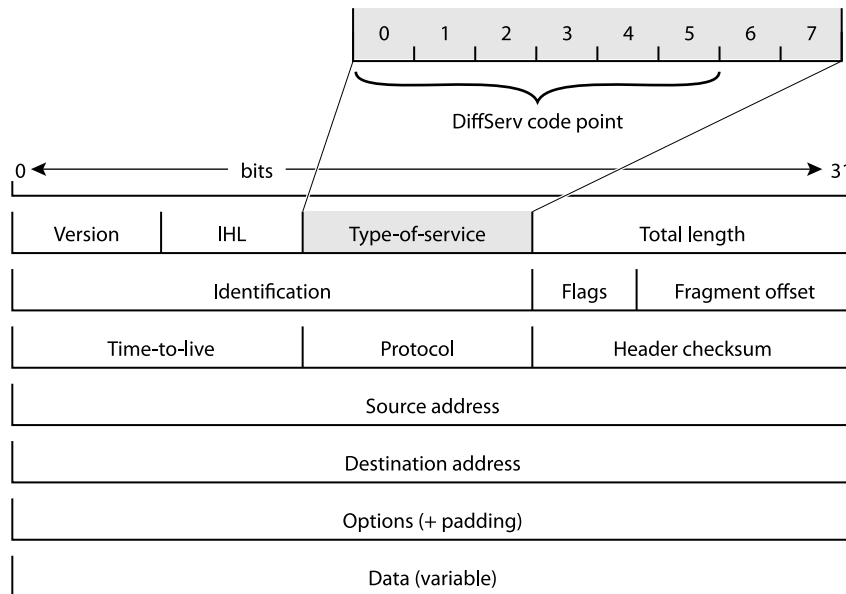 0 1 2 3 4 5 6 7
DiffServ code point
0 bits 31
Version IHL Type-of-service Total length
Identification Flags Fragment offset
Time-to-live Protocol Header checksum
Source address
Destination address
Options (+ padding)
Data (variable)